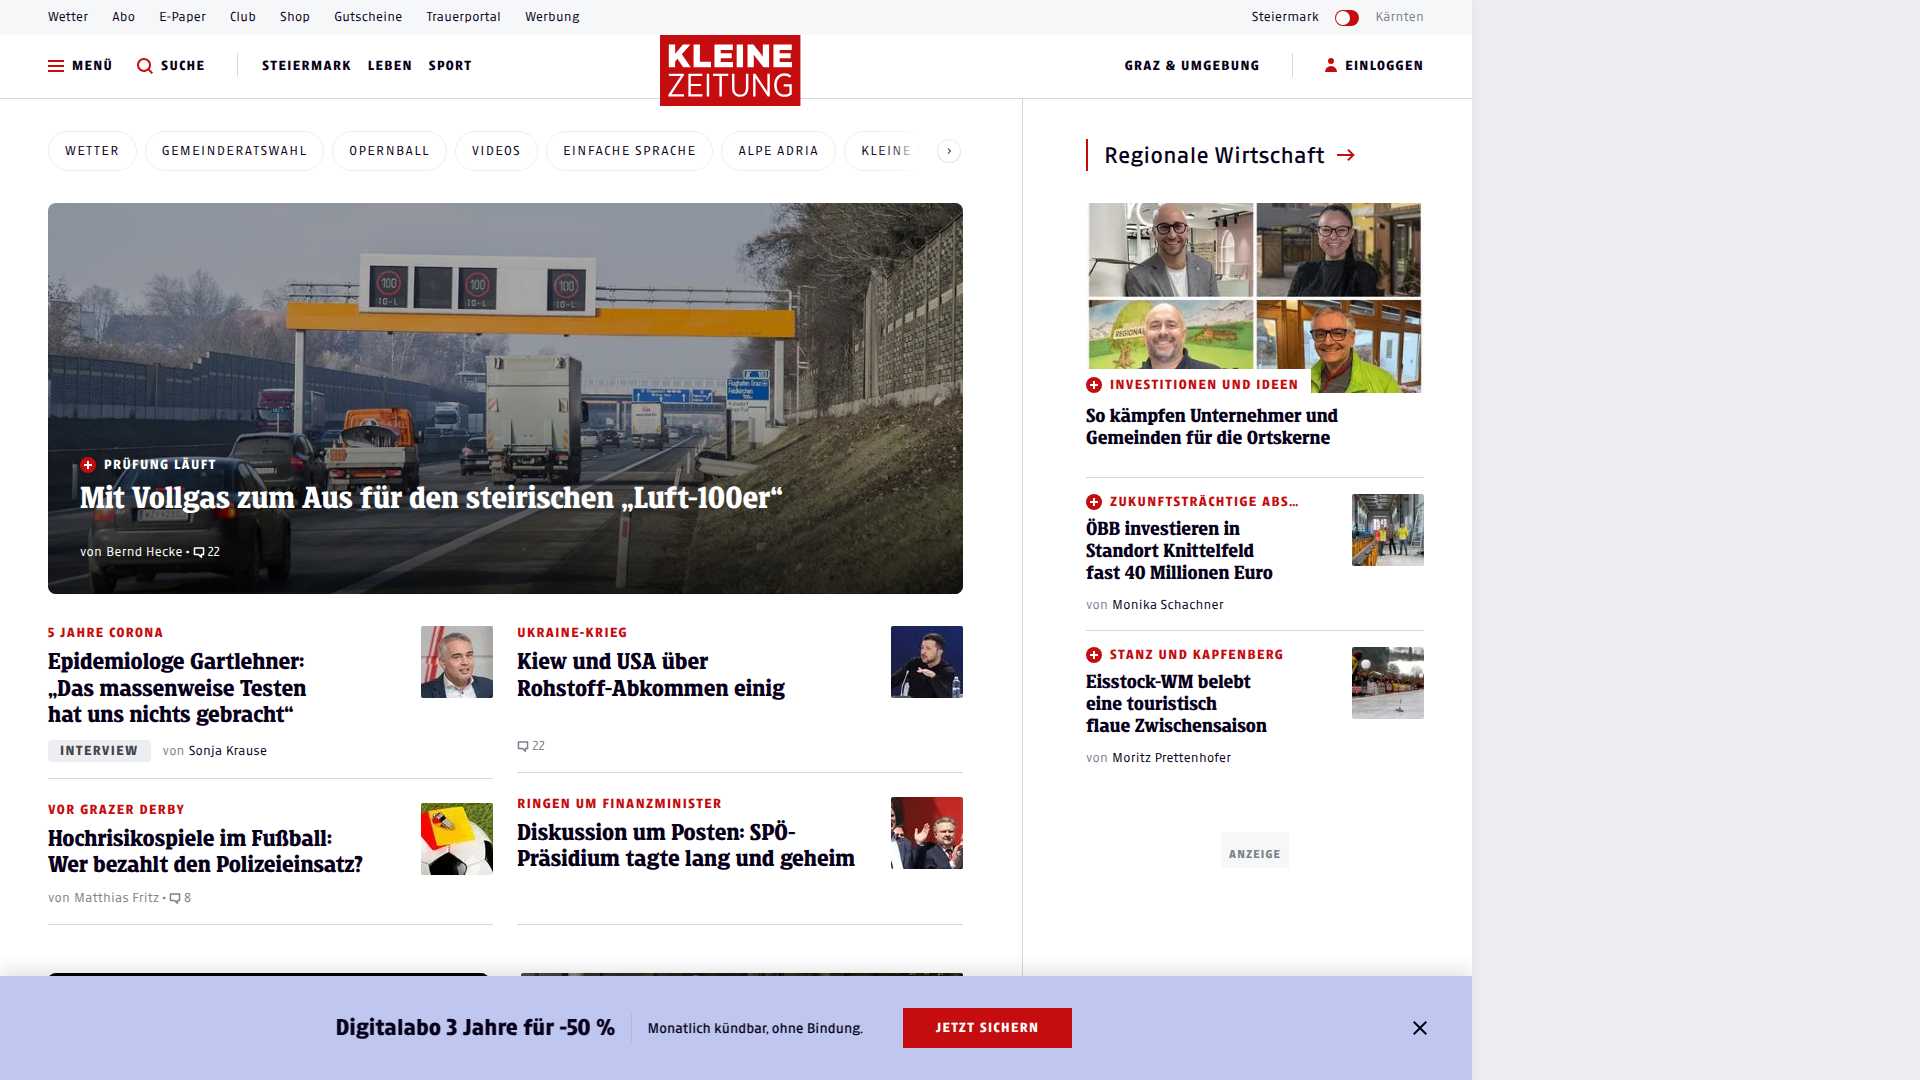 Wetter Abo E-Paper Club Shop Gutscheine Trauerportal Werbung Steiermark Kärnten
MENÜ SUCHE STEIERMARK LEBEN SPORT KLEINE ZEITUNG GRAZ & UMGEBUNG EINLOGGEN
WETTER GEMEINDERATSWAHL OPERNBALL VIDEOS EINFACHE SPRACHE ALPE ADRIA KLEINE
100 100 100
IG-L IG-L IG-L
PRÜFUNG LÄUFT
Mit Vollgas zum Aus für den steirischen „Luft-100er“
von Bernd Hecke • 22
5 JAHRE CORONA
Epidemiologe Gartlehner:
„Das massenweise Testen
hat uns nichts gebracht“
INTERVIEW von Sonja Krause
UKRAINE-KRIEG
Kiew und USA über
Rohstoff-Abkommen einig
22
VOR GRAZER DERBY
Hochrisikospiele im Fußball:
Wer bezahlt den Polizeieinsatz?
von Matthias Fritz • 8
RINGEN UM FINANZMINISTER
Diskussion um Posten: SPÖ-
Präsidium tagte lang und geheim
Regionale Wirtschaft
REGIONAL
INVESTITIONEN UND IDEEN
So kämpfen Unternehmer und
Gemeinden für die Ortskerne
ZUKUNFTSTRÄCHTIGE ABS...
ÖBB investieren in
Standort Knittelfeld
fast 40 Millionen Euro
von Monika Schachner
STANZ UND KAPFENBERG
Eisstock-WM belebt
eine touristisch
flaue Zwischensaison
von Moritz Prettenhofer
ANZEIGE
Digitalabo 3 Jahre für -50 % Monatlich kündbar, ohne Bindung. JETZT SICHERN